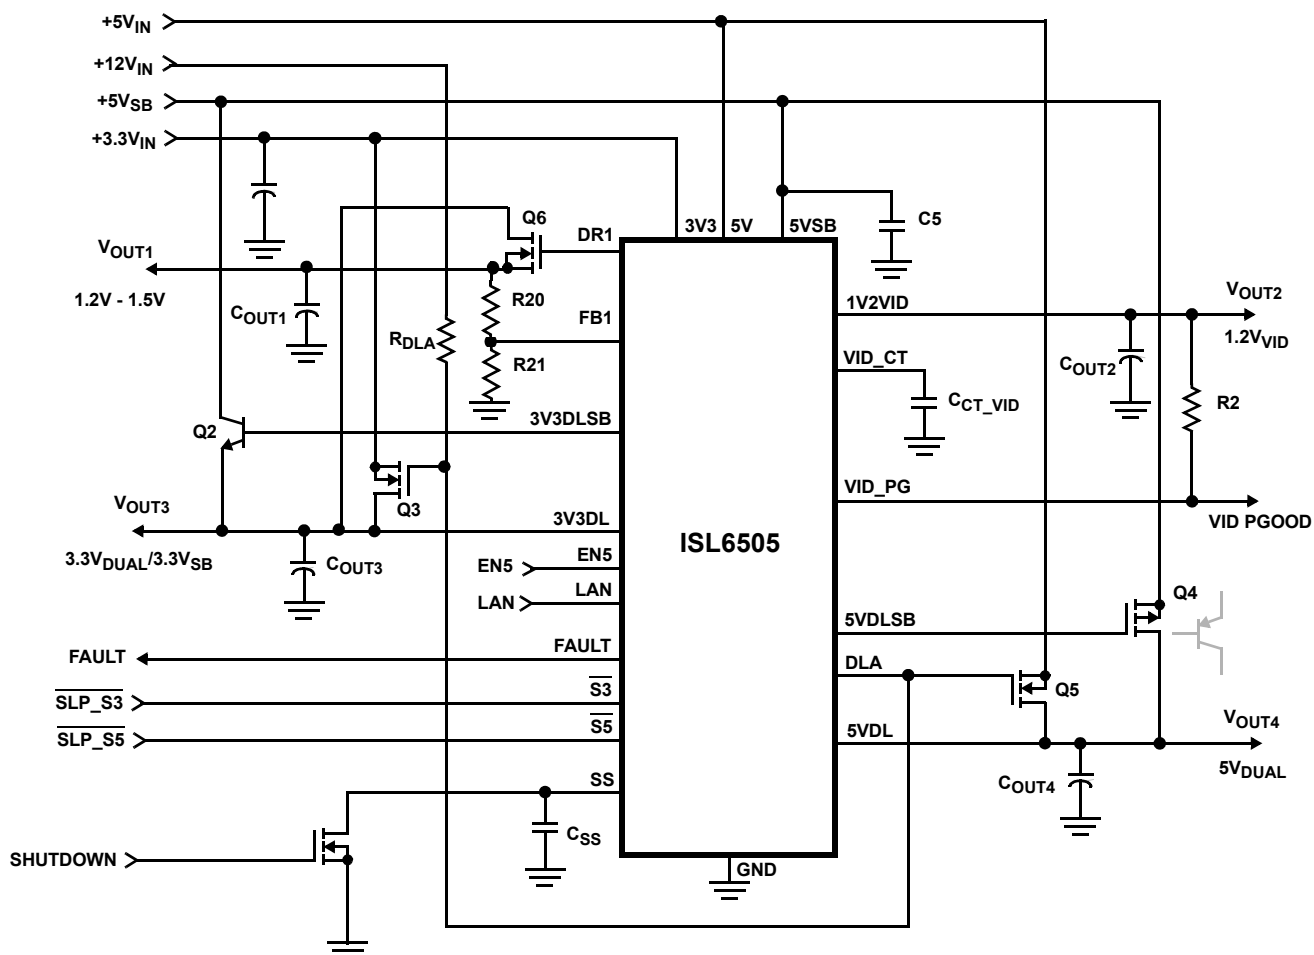 +5VIN
+12VIN
+5VSB
+3.3VIN
Q6
DR1
3V3
5V
5VSB
C5
VOUT1
1.2V - 1.5V
COUT1
R20
FB1
RDLA
R21
1V2VID
VOUT2
1.2VVID
VID_CT
COUT2
CCT_VID
R2
Q2
3V3DLSB
VOUT3
Q3
VID_PG
VID PGOOD
3V3DL
ISL6505
3.3VDUAL/3.3VSB
COUT3
EN5
EN5
LAN
LAN
Q4
5VDLSB
FAULT
FAULT
DLA
SLP_S3
S3
Q5
SLP_S5
S5
5VDL
VOUT4
5VDUAL
COUT4
SS
CSS
SHUTDOWN
GND